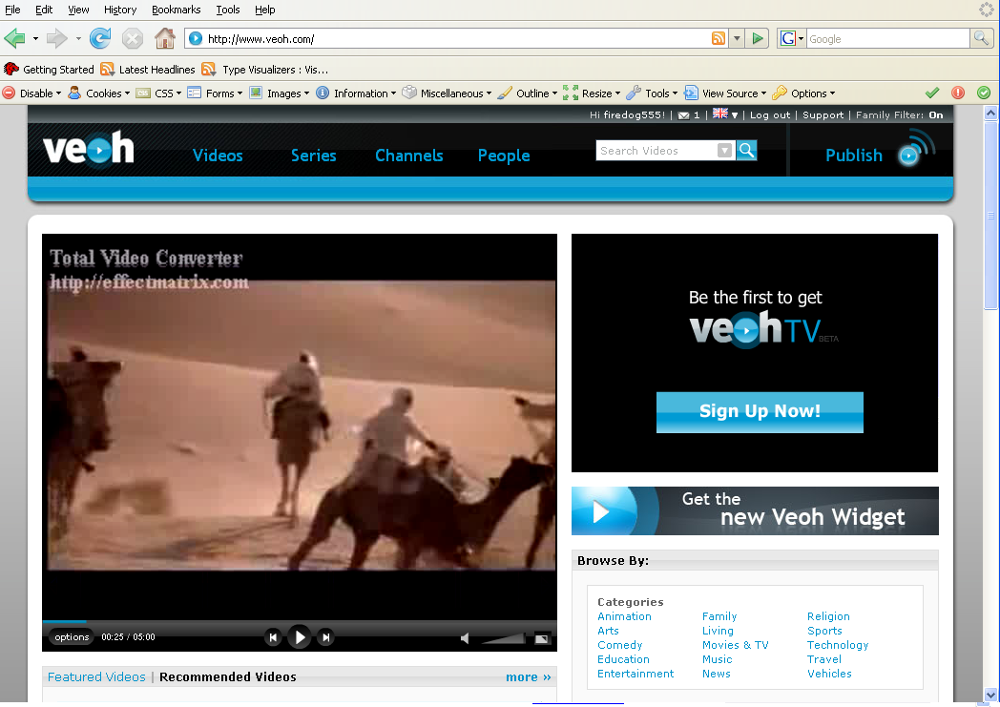 File Edit View History Bookmarks Tools Help
http://www.veoh.com/ G Google
Getting Started Latest Headlines Type Visualizers : Vis...
Disable Cookies CSS Forms Images Information Miscellaneous Outline Resize Tools View Source Options
Hi firedog555! | 1 | | Log out | Support | Family Filter: On
veoh Videos Series Channels People Search Videos Publish
Total Video Converter
http://effectmatrix.com
Be the first to get
veoh TV BETA
Sign Up Now!
Get the
new Veoh Widget
Browse By:
Categories
Animation Family Religion
Arts Living Sports
Comedy Movies & TV Technology
Education Music Travel
Entertainment News Vehicles
options 00:25 / 05:00
Featured Videos | Recommended Videos more »